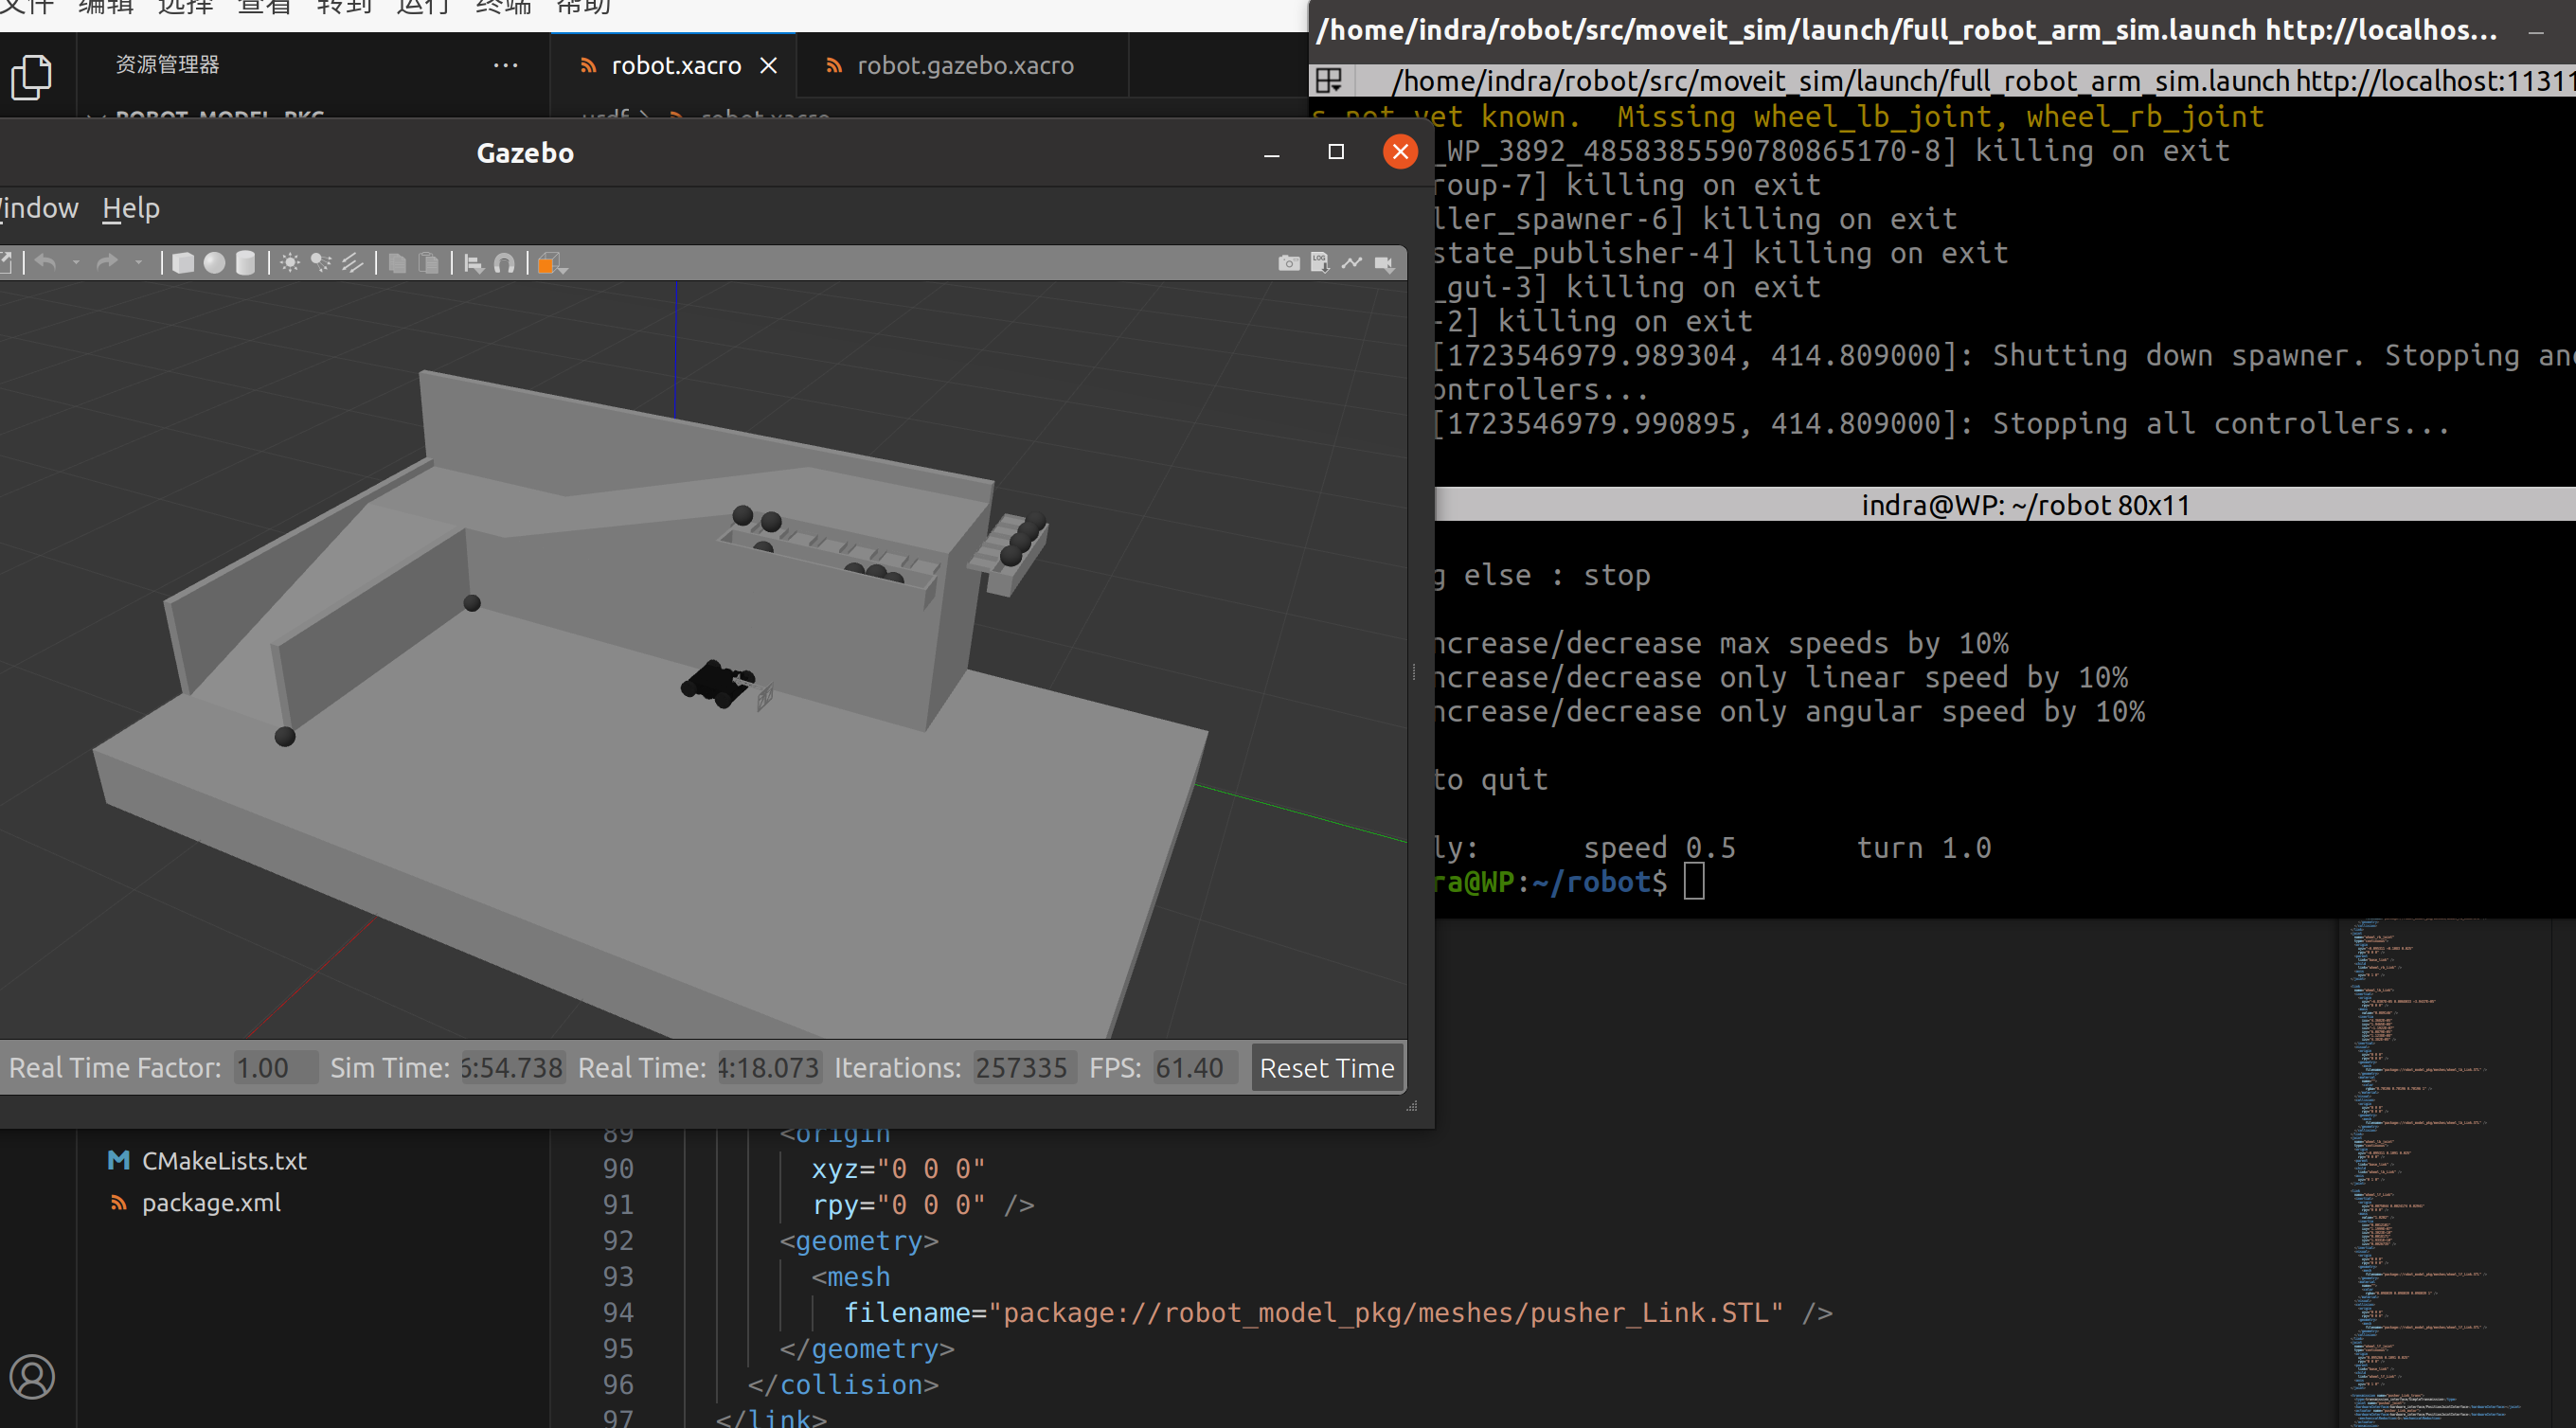 文件 编辑 选择 查看 转到 运行 终端 帮助
资源管理器 ···
robot.xacro
robot.gazebo.xacro
/home/indra/robot/src/moveit_sim/launch/full_robot_arm_sim.launch http://localhos...
/home/indra/robot/src/moveit_sim/launch/full_robot_arm_sim.launch http://localhost:11311
s not yet known.  Missing wheel_lb_joint, wheel_rb_joint
_WP_3892_4858385590780865170-8] killing on exit
roup-7] killing on exit
ller_spawner-6] killing on exit
state_publisher-4] killing on exit
_gui-3] killing on exit
-2] killing on exit
[1723546979.989304, 414.809000]: Shutting down spawner. Stopping and
ontrollers...
[1723546979.990895, 414.809000]: Stopping all controllers...
indra@WP: ~/robot 80x11
g else : stop
ncrease/decrease max speeds by 10%
ncrease/decrease only linear speed by 10%
ncrease/decrease only angular speed by 10%
to quit
ly: speed 0.5 turn 1.0
ra@WP:~/robot$
Gazebo
Window Help
LOG
Real Time Factor: 1.00 Sim Time: 6:54.738 Real Time: 4:18.073 Iterations: 257335 FPS: 61.40 Reset Time
CMakeLists.txt
package.xml
89 <origin
90 xyz="0 0 0"
91 rpy="0 0 0" />
92 <geometry>
93 <mesh
94 filename="package://robot_model_pkg/meshes/pusher_Link.STL" />
95 </geometry>
96 </collision>
97 </link>